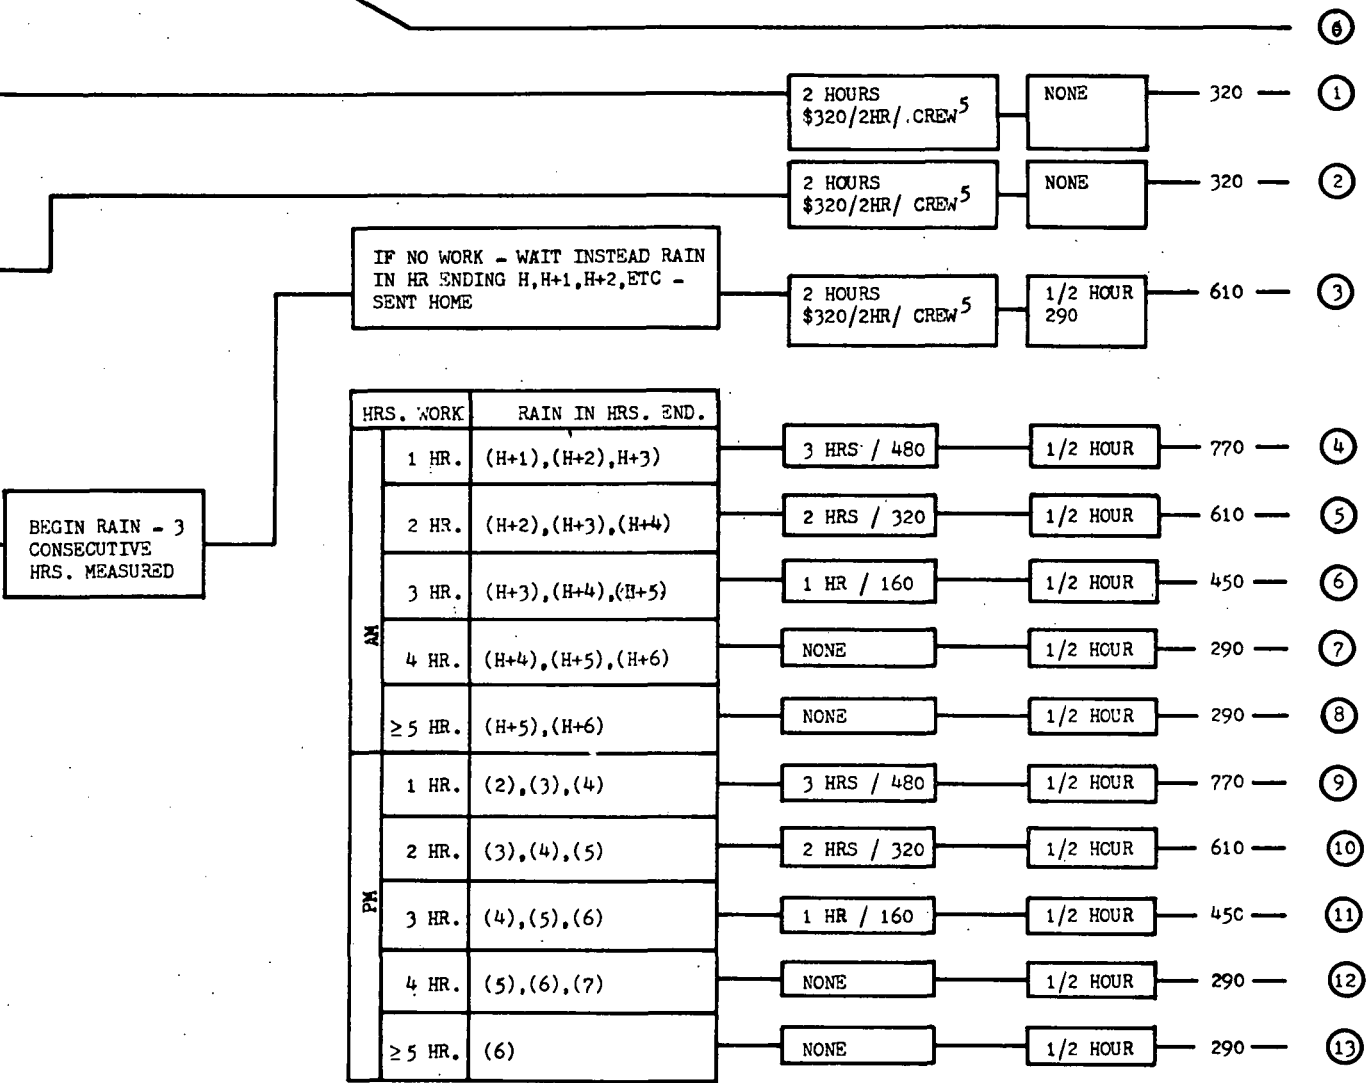 6
2 HOURS NONE 320 1
$320/2HR/ CREW5
2 HOURS NONE 320 2
$320/2HR/ CREW5
IF NO WORK - WAIT INSTEAD RAIN
IN HR ENDING H,H+1,H+2,ETC -
SENT HOME
2 HOURS 1/2 HOUR 610 3
$320/2HR/ CREW5 290
HRS. WORK RAIN IN HRS. END.
AM
1 HR. (H+1),(H+2),H+3) 3 HRS / 480 1/2 HOUR 770 4
2 HR. (H+2),(H+3),(H+4) 2 HRS / 320 1/2 HOUR 610 5
BEGIN RAIN - 3
CONSECUTIVE
HRS. MEASURED
3 HR. (H+3),(H+4),(H+5) 1 HR / 160 1/2 HOUR 450 6
4 HR. (H+4),(H+5),(H+6) NONE 1/2 HOUR 290 7
≥5 HR. (H+5),(H+6) NONE 1/2 HOUR 290 8
PM
1 HR. (2),(3),(4) 3 HRS / 480 1/2 HOUR 770 9
2 HR. (3),(4),(5) 2 HRS / 320 1/2 HOUR 610 10
3 HR. (4),(5),(6) 1 HR / 160 1/2 HOUR 450 11
4 HR. (5),(6),(7) NONE 1/2 HOUR 290 12
≥5 HR. (6) NONE 1/2 HOUR 290 13